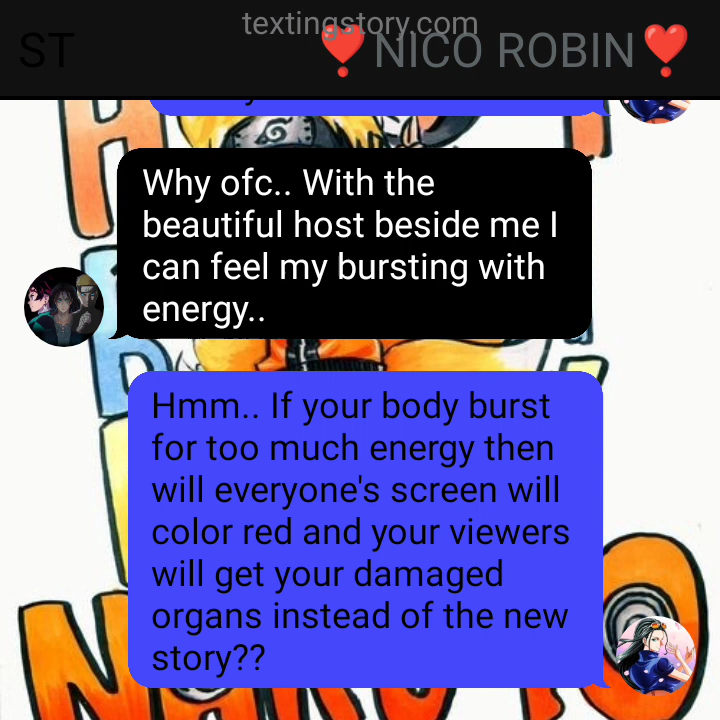 textingstory.com
ST ❣NICO ROBIN❣
Why ofc.. With the
beautiful host beside me I
can feel my bursting with
energy..
Hmm.. If your body burst
for too much energy then
will everyone's screen will
color red and your viewers
will get your damaged
organs instead of the new
story??